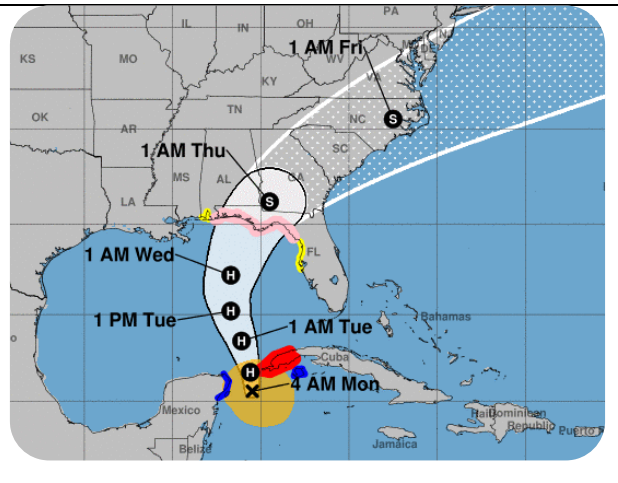 PA
IL
IN
OH
N
1 AM Fri
M
DE
KS
MO
WV
VA
KY
OK
TN
NC
S
AR
SC
1 AM Thu
MS
AL
GA
S
LA
1 AM Wed
H
FL
1 PM Tue
H
Bahamas
1 AM Tue
H
H
Cuba
4 AM Mon
Mexico
Haiti
Dominican
Republic
Puerto R
Jamaica
Belize